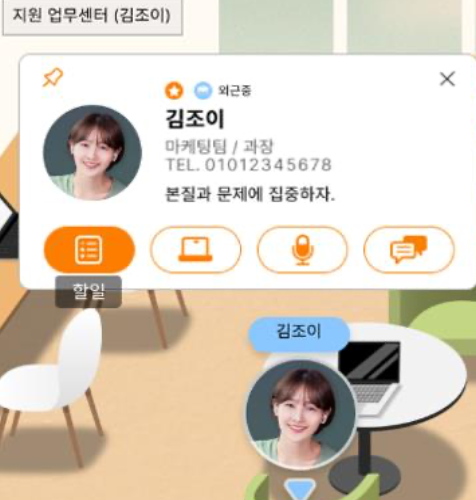 지원 업무센터 (김조이)
외근중
김조이
마케팅팀 / 과장
TEL. 01012345678
본질과 문제에 집중하자.
할일
김조이